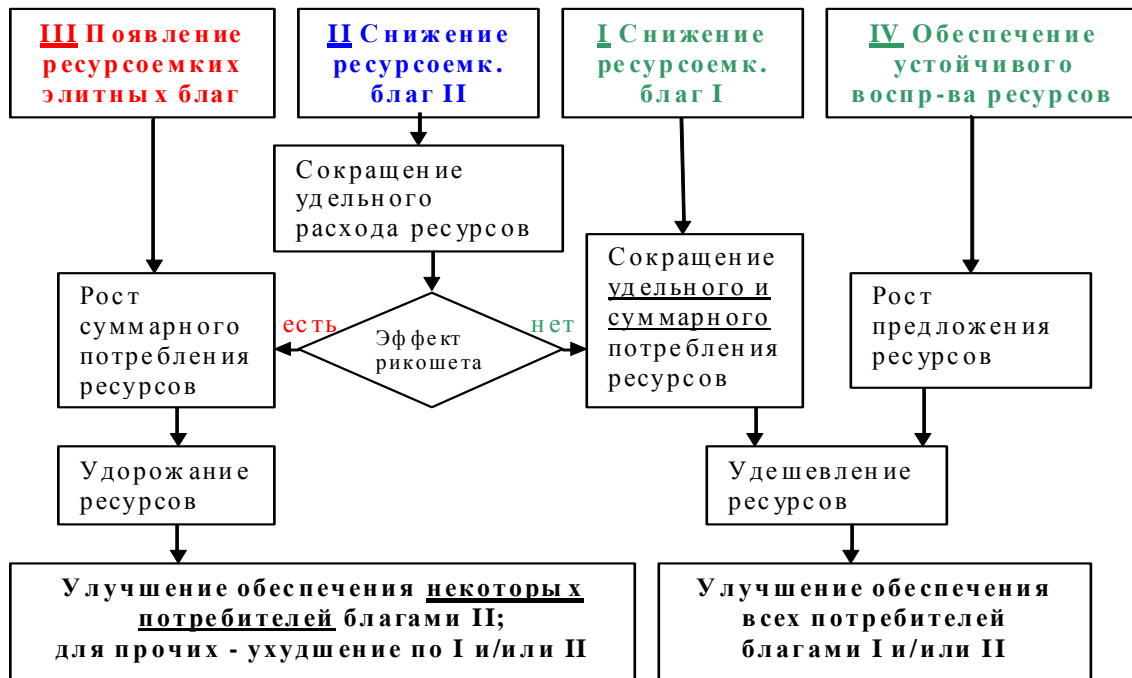 III Появление
ресурсоемких
элитных благ
II Снижение
ресурсоемк.
благ II
I Снижение
ресурсоемк.
благ I
IV Обеспечение
устойчивого
воспр-ва ресурсов
Сокращение
удельного
расхода ресурсов
Рост
суммарного
потребления
ресурсов
есть
Эффект
рикошета
нет
Сокращение
удельного и
суммарного
потребления
ресурсов
Рост
предложения
ресурсов
Удорожание
ресурсов
Удешевление
ресурсов
Улучшение обеспечения некоторых
потребителей благами II;
для прочих - ухудшение по I и/или II
Улучшение обеспечения
всех потребителей
благами I и/или II